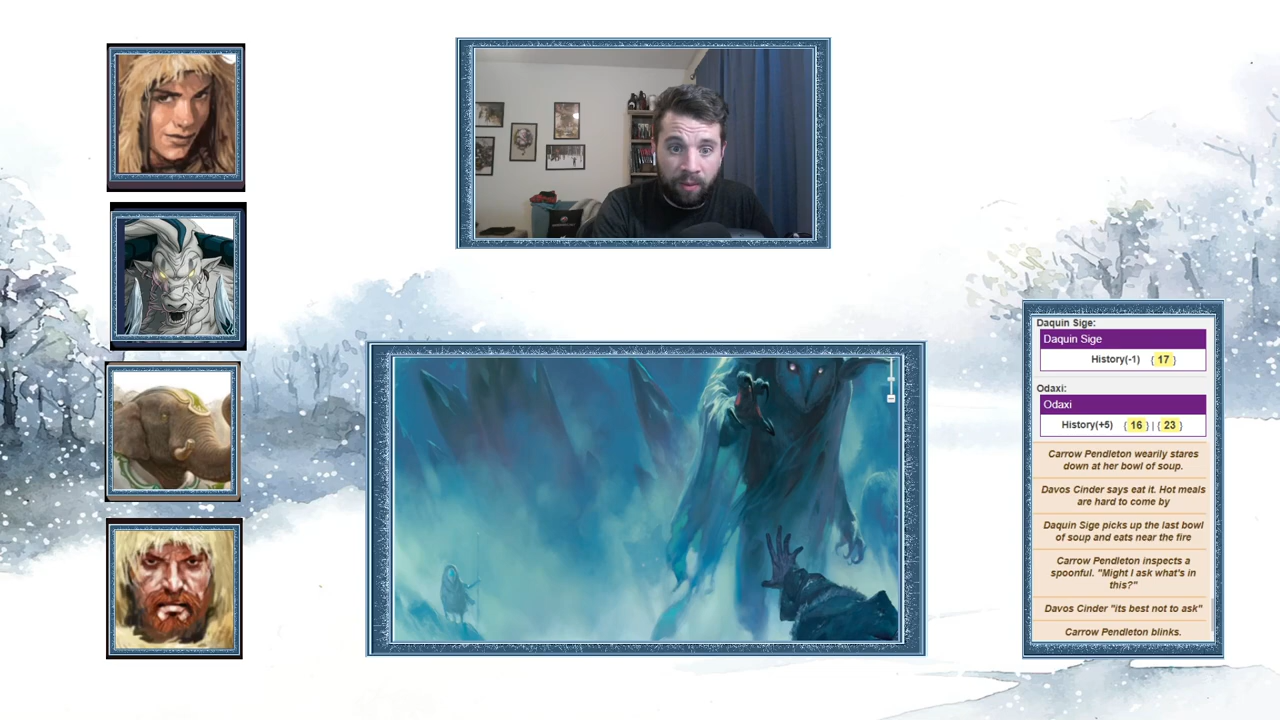 Daquin Sige:
Daquin Sige
History(-1) { 17 }
Odaxi:
Odaxi
History(+5) { 16 } | { 23 }
Carrow Pendleton wearily stares
down at her bowl of soup.
Davos Cinder says eat it. Hot meals
are hard to come by
Daquin Sige picks up the last bowl
of soup and eats near the fire
Carrow Pendleton inspects a
spoonful. "Might I ask what's in
this?"
Davos Cinder "its best not to ask"
Carrow Pendleton blinks.